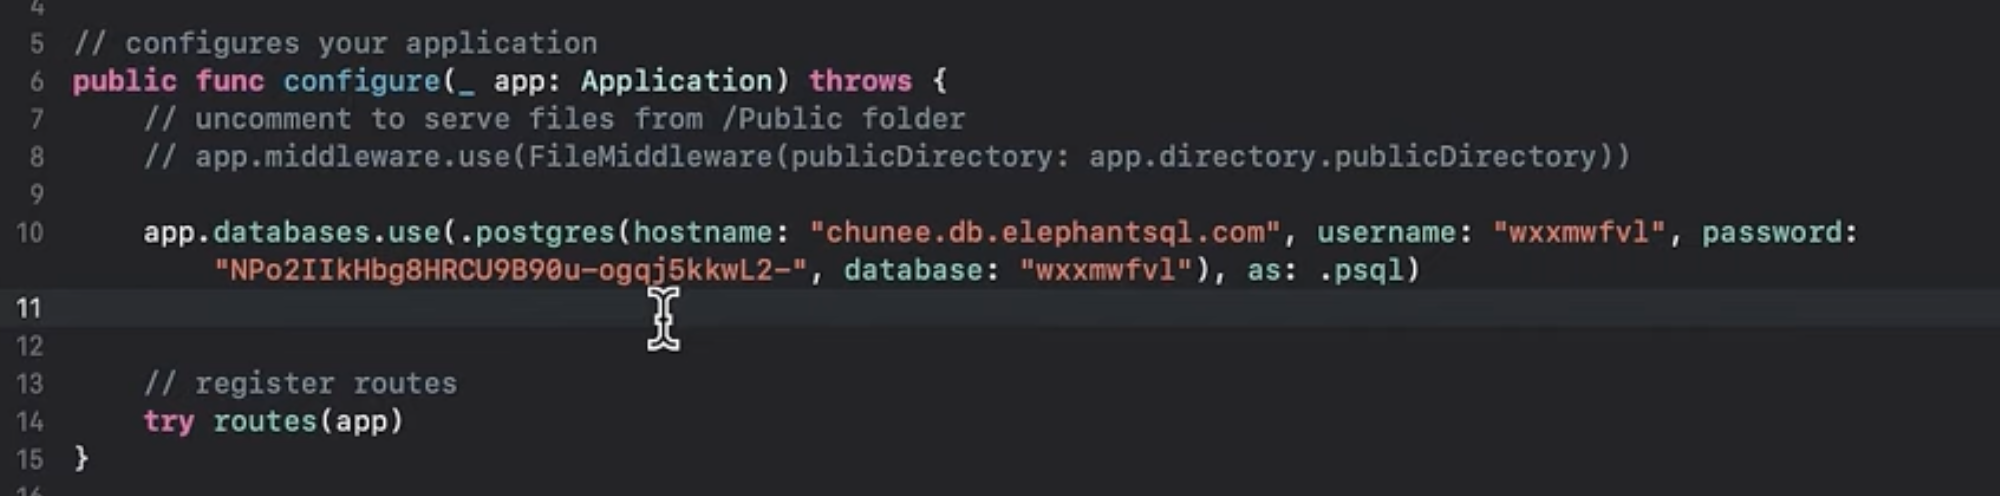 4
5 // configures your application
6 public func configure(_ app: Application) throws {
7 // uncomment to serve files from /Public folder
8 // app.middleware.use(FileMiddleware(publicDirectory: app.directory.publicDirectory))
9
10 app.databases.use(.postgres(hostname: "chunee.db.elephantsql.com", username: "wxxmwfvl", password:
"NPo2IIkHbg8HRCU9B90u-ogqj5kkwL2-", database: "wxxmwfvl"), as: .psql)
11
12
13 // register routes
14 try routes(app)
15 }
16